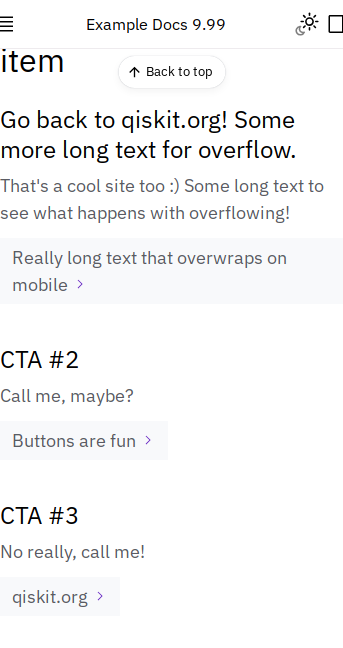 Example Docs 9.99
item
Back to top
Go back to qiskit.org! Some
more long text for overflow.
That's a cool site too :) Some long text to
see what happens with overflowing!
Really long text that overwraps on
mobile
CTA #2
Call me, maybe?
Buttons are fun
CTA #3
No really, call me!
qiskit.org